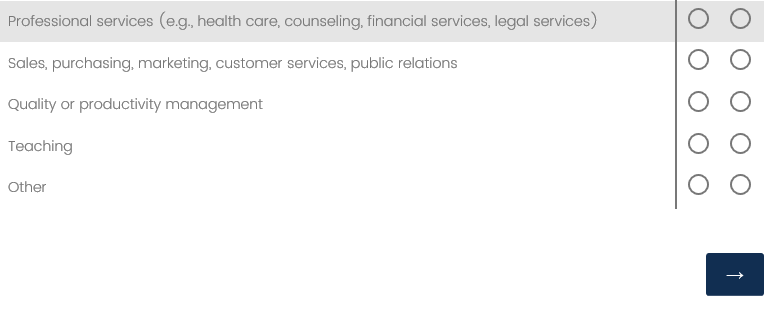 Professional services (e.g., health care, counseling, financial services, legal services)
Sales, purchasing, marketing, customer services, public relations
Quality or productivity management
Teaching
Other
→